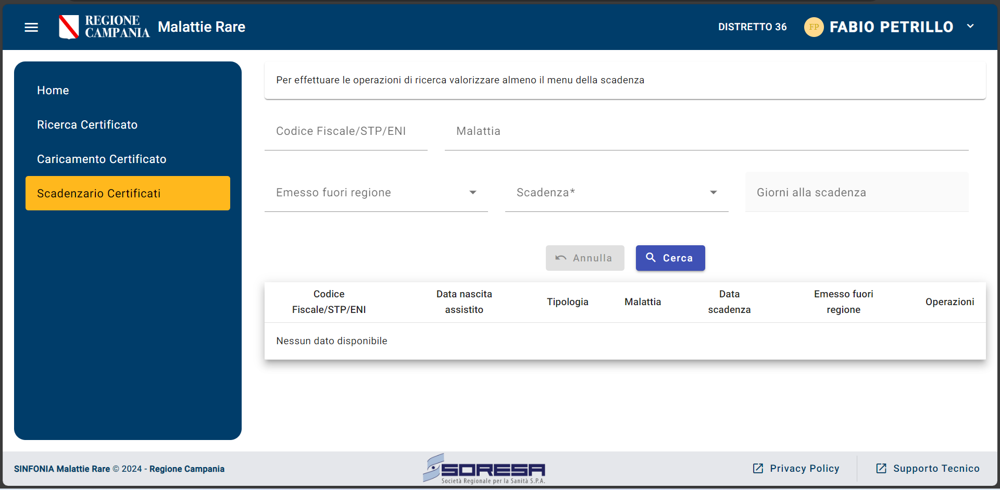 REGIONE
CAMPANIA
Malattie Rare
DISTRETTO 36
FP
FABIO PETRILLO
Home
Ricerca Certificato
Caricamento Certificato
Scadenzario Certificati
Per effettuare le operazioni di ricerca valorizzare almeno il menu della scadenza
Codice Fiscale/STP/ENI
Malattia
Emesso fuori regione
Scadenza*
Giorni alla scadenza
Annulla
Cerca
Codice
Fiscale/STP/ENI
Data nascita
assistito
Tipologia
Malattia
Data
scadenza
Emesso fuori
regione
Operazioni
Nessun dato disponibile
SINFONIA Malattie Rare © 2024 - Regione Campania
SORESA
Società Regionale per la Sanità S.P.A.
Privacy Policy
Supporto Tecnico